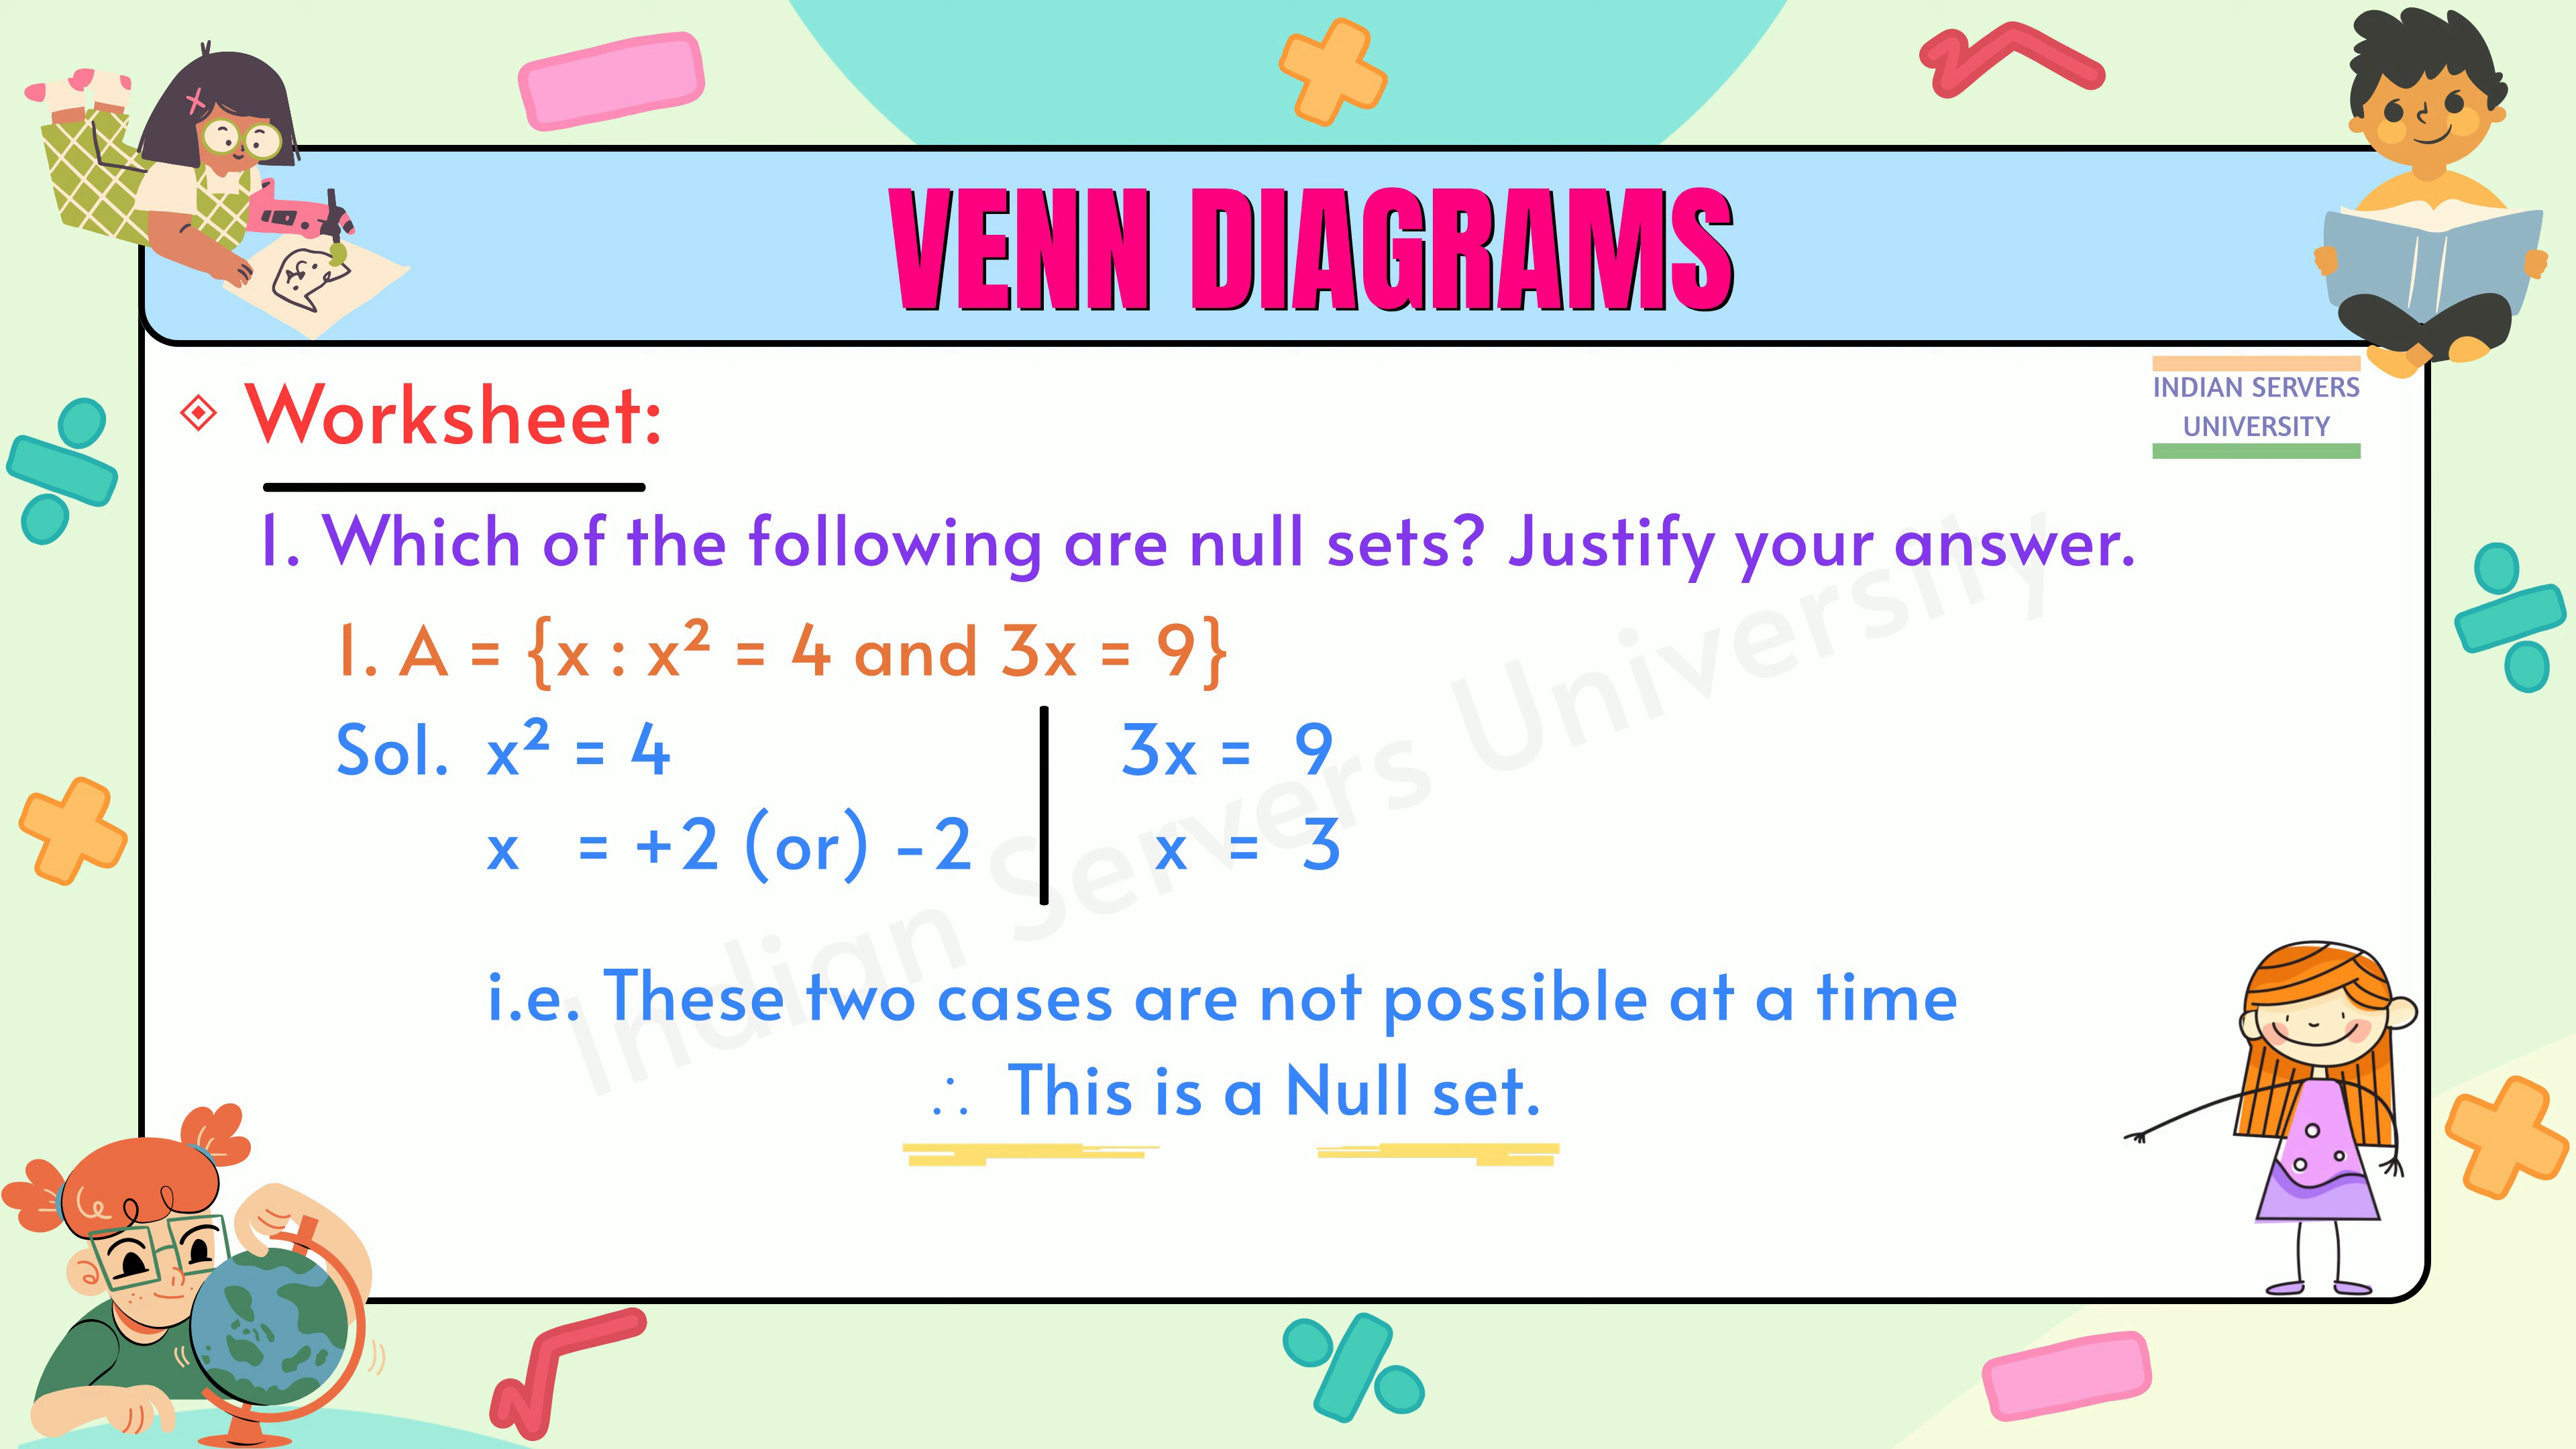 VENN DIAGRAMS
INDIAN SERVERS
UNIVERSITY
Worksheet:
1. Which of the following are null sets? Justify your answer.
1. A = {x : x² = 4 and 3x = 9}
Sol. x² = 4
x = +2 (or) -2
3x = 9
x = 3
i.e. These two cases are not possible at a time
∴ This is a Null set.
Indian Servers University